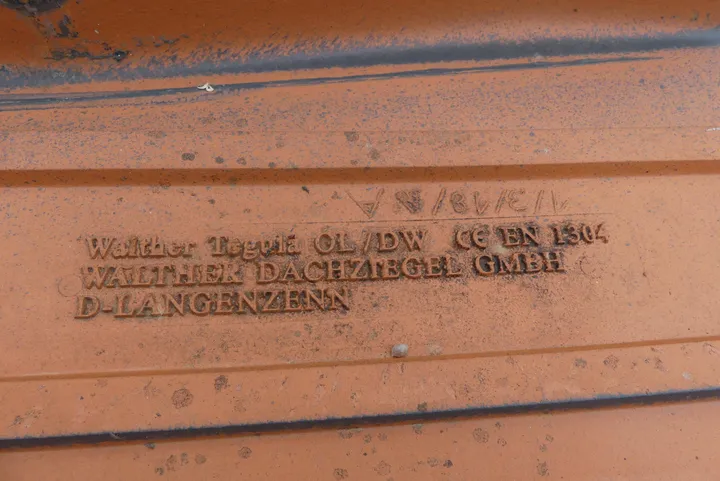 Walther Tegula OL/DW CE EN 1304
WALTHER DACHZIEGEL GMBH
D-LANGENZENN